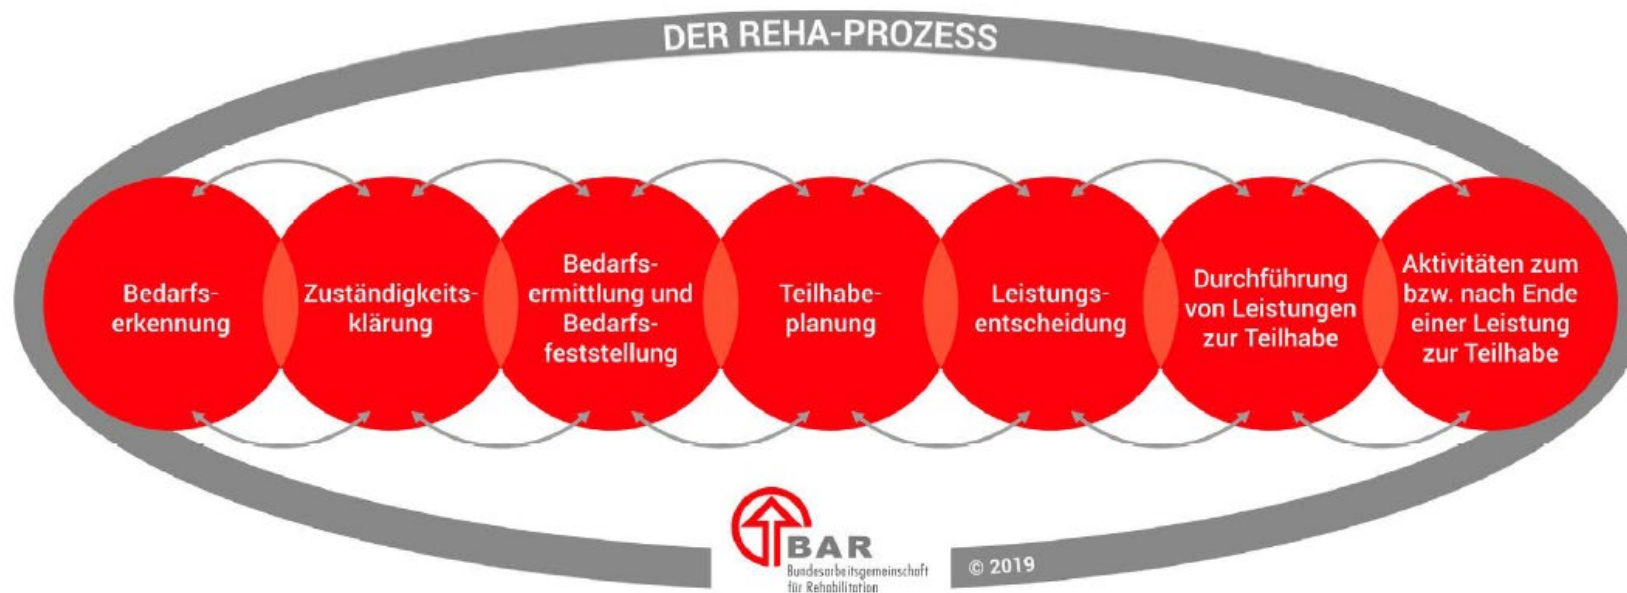 DER REHA-PROZESS
Bedarfs-
erkennung
Zuständigkeits-
klärung
Bedarfs-
ermittlung und
Bedarfs-
feststellung
Teilhabe-
planung
Leistungs-
entscheidung
Durchführung
von Leistungen
zur Teilhabe
Aktivitäten zum
bzw. nach Ende
einer Leistung
zur Teilhabe
BAR
Bundesarbeitsgemeinschaft
für Rehabilitation
© 2019